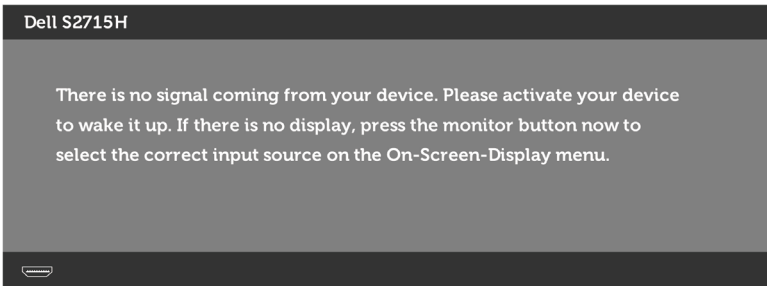 Dell S2715H
There is no signal coming from your device. Please activate your device
to wake it up. If there is no display, press the monitor button now to
select the correct input source on the On-Screen-Display menu.